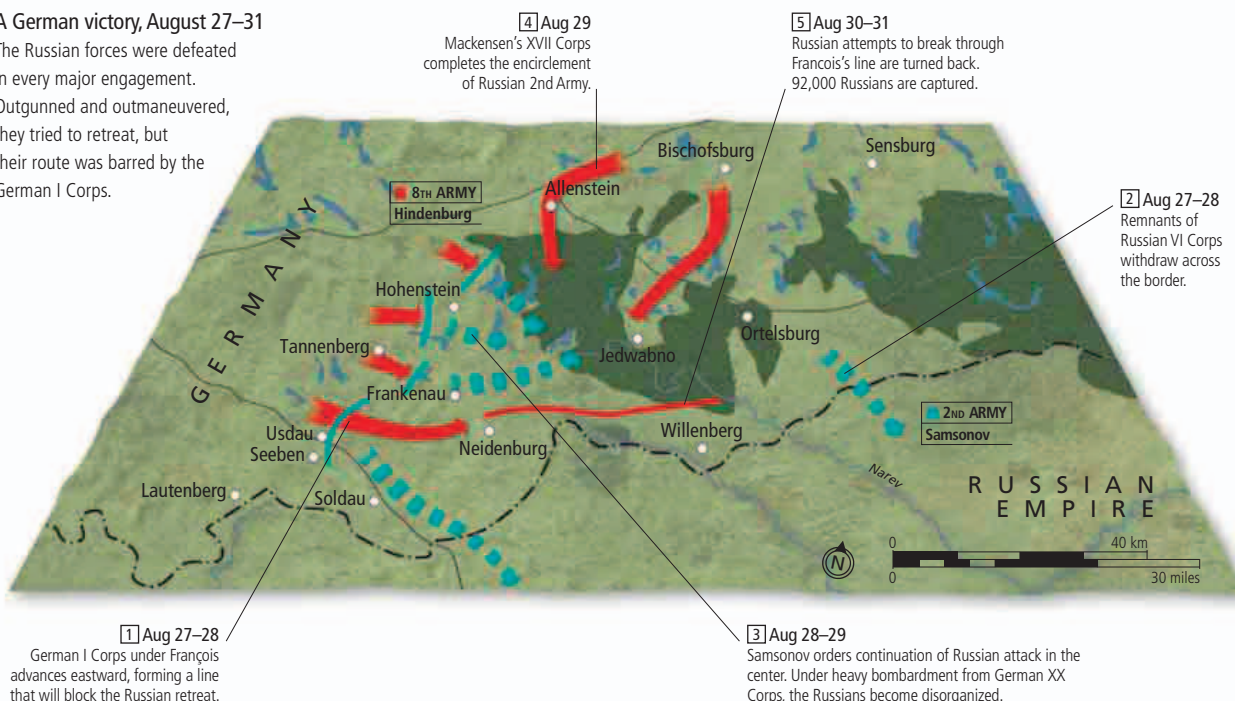 A German victory, August 27–31
The Russian forces were defeated
in every major engagement.
Outgunned and outmaneuvered,
they tried to retreat, but
their route was barred by the
German I Corps.
4 Aug 29
Mackensen's XVII Corps
completes the encirclement
of Russian 2nd Army.
5 Aug 30–31
Russian attempts to break through
Francois's line are turned back.
92,000 Russians are captured.
2 Aug 27–28
Remnants of
Russian VI Corps
withdraw across
the border.
Sensburg
Bischofsburg
Allenstein
8TH ARMY
Hindenburg
GERMANY
Hohenstein
Ortelsburg
Tannenberg
Jedwabno
Frankenau
2ND ARMY
Samsonov
Usdau
Seeben
Neidenburg
Willenberg
Narev
Lautenberg
Soldau
RUSSIAN
EMPIRE
N
0 40 km
0 30 miles
1 Aug 27–28
German I Corps under François
advances eastward, forming a line
that will block the Russian retreat.
3 Aug 28–29
Samsonov orders continuation of Russian attack in the
center. Under heavy bombardment from German XX
Corps, the Russians become disorganized.